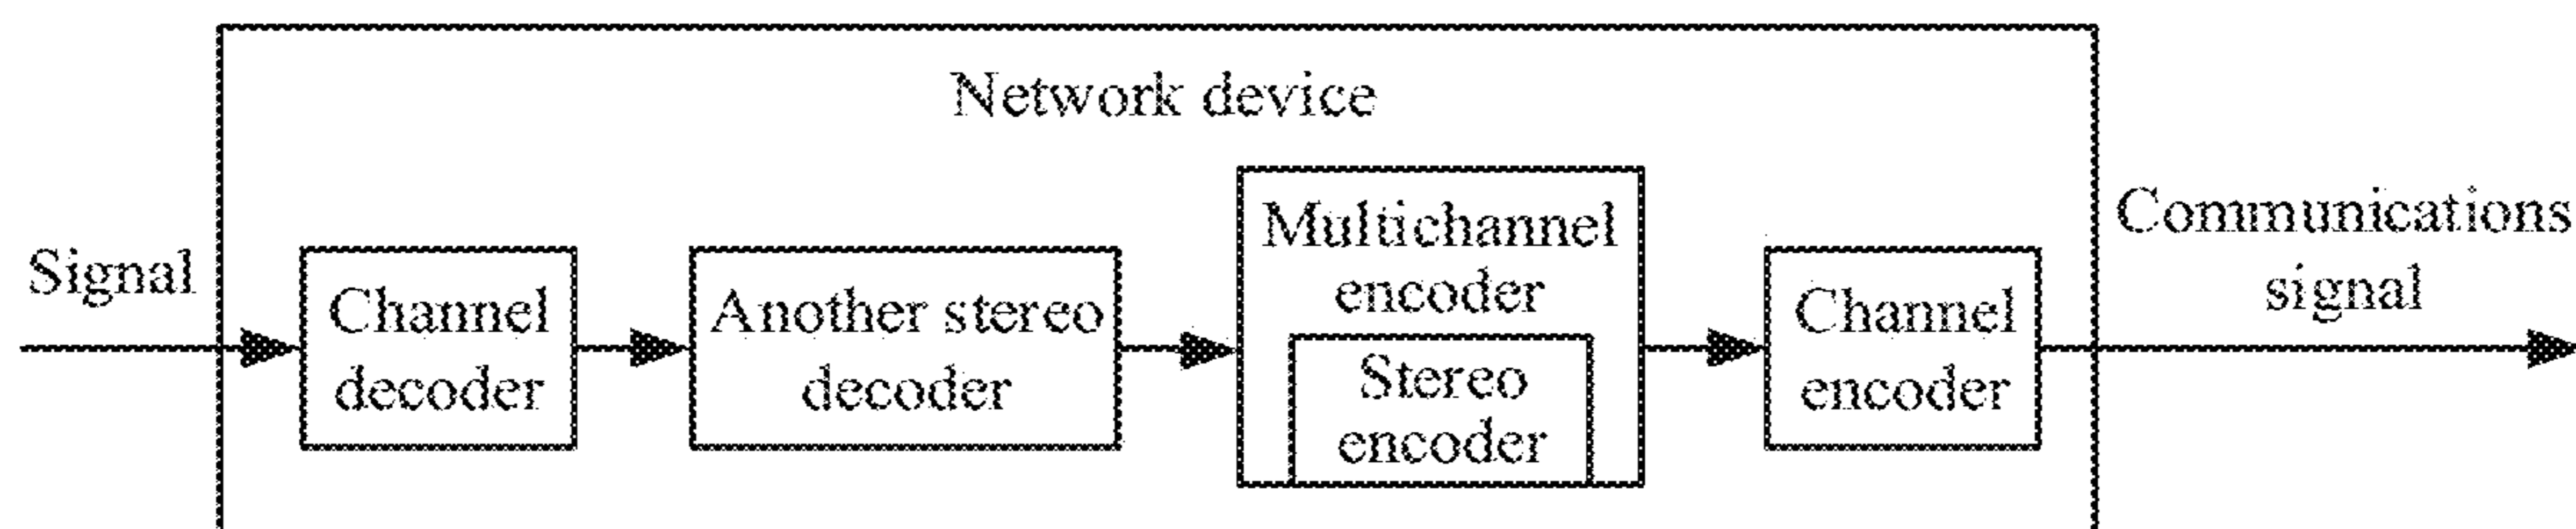 Network device
Signal
Channel
decoder
Another stereo
decoder
Multichannel
encoder
Stereo
encoder
Channel
encoder
Communications
signal